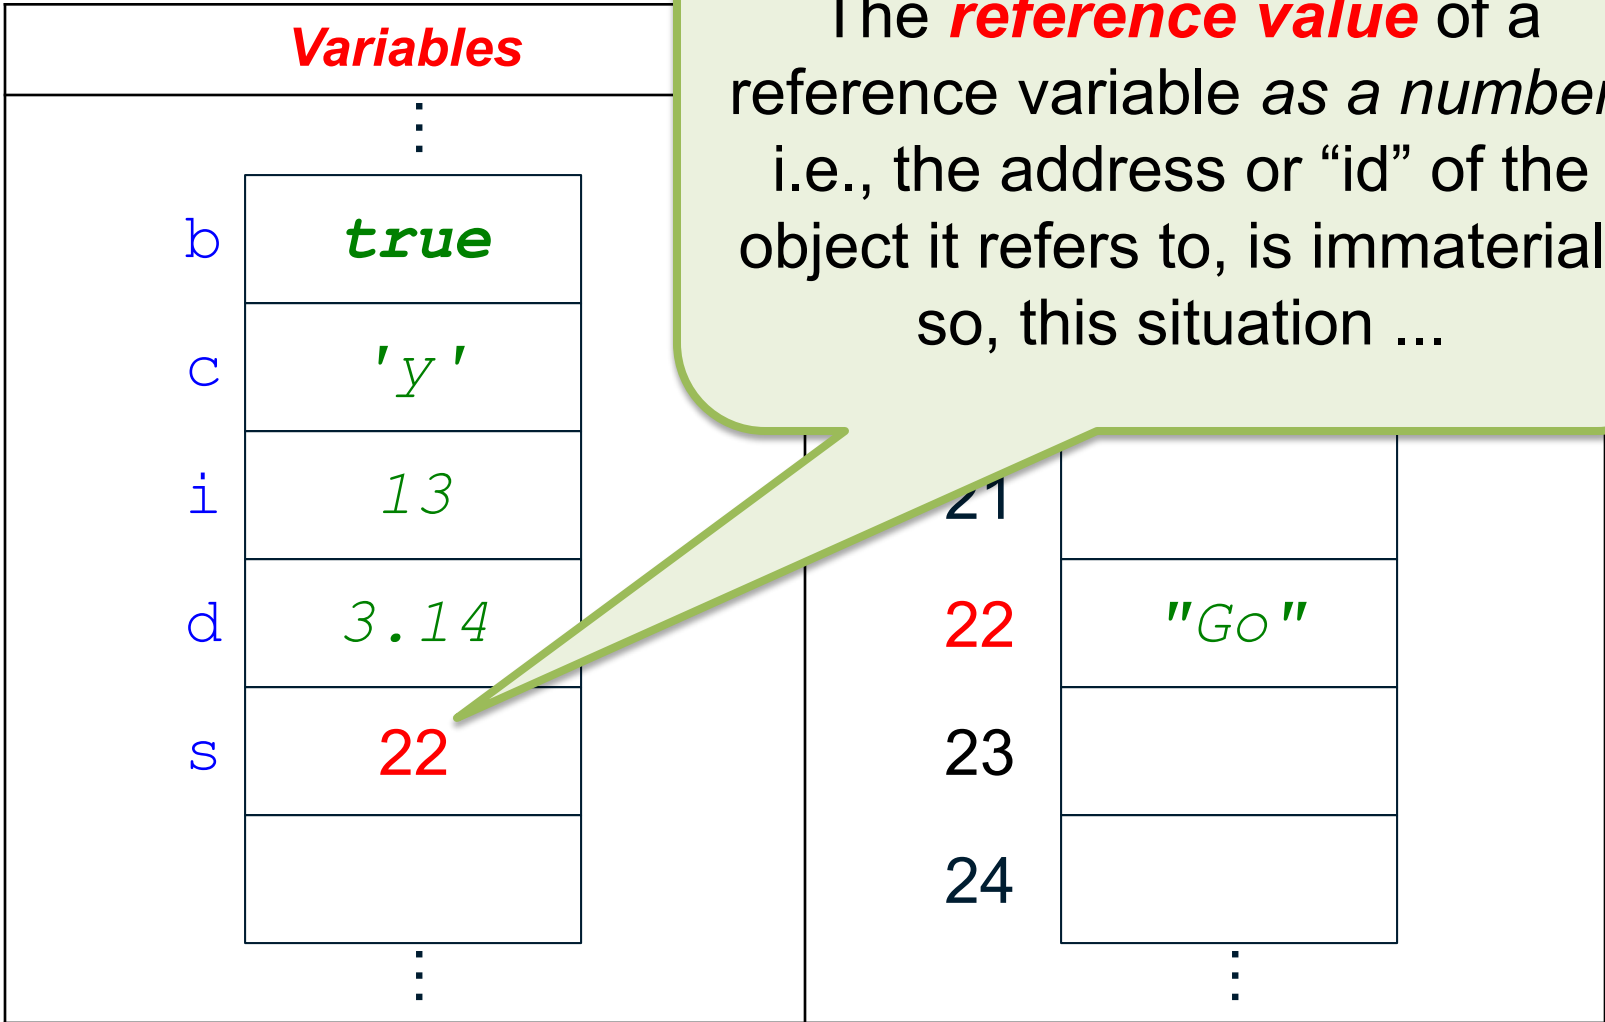 Variables
The reference value of a
reference variable as a number
i.e., the address or “id” of the
object it refers to, is immaterial
so, this situation ...
b true
c 'y'
i 13
d 3.14
s 22
21
22 "Go"
23
24